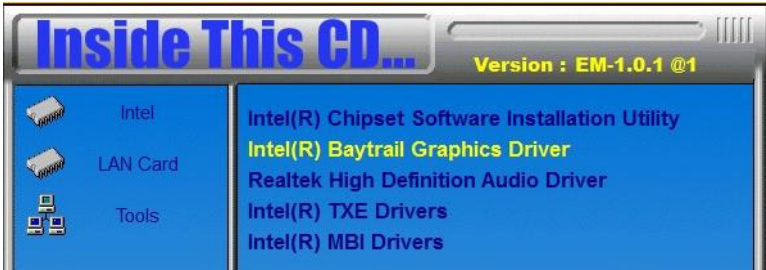 Inside This CD...
Version : EM-1.0.1 @1
Intel
LAN Card
Tools
Intel(R) Chipset Software Installation Utility
Intel(R) Baytrail Graphics Driver
Realtek High Definition Audio Driver
Intel(R) TXE Drivers
Intel(R) MBI Drivers